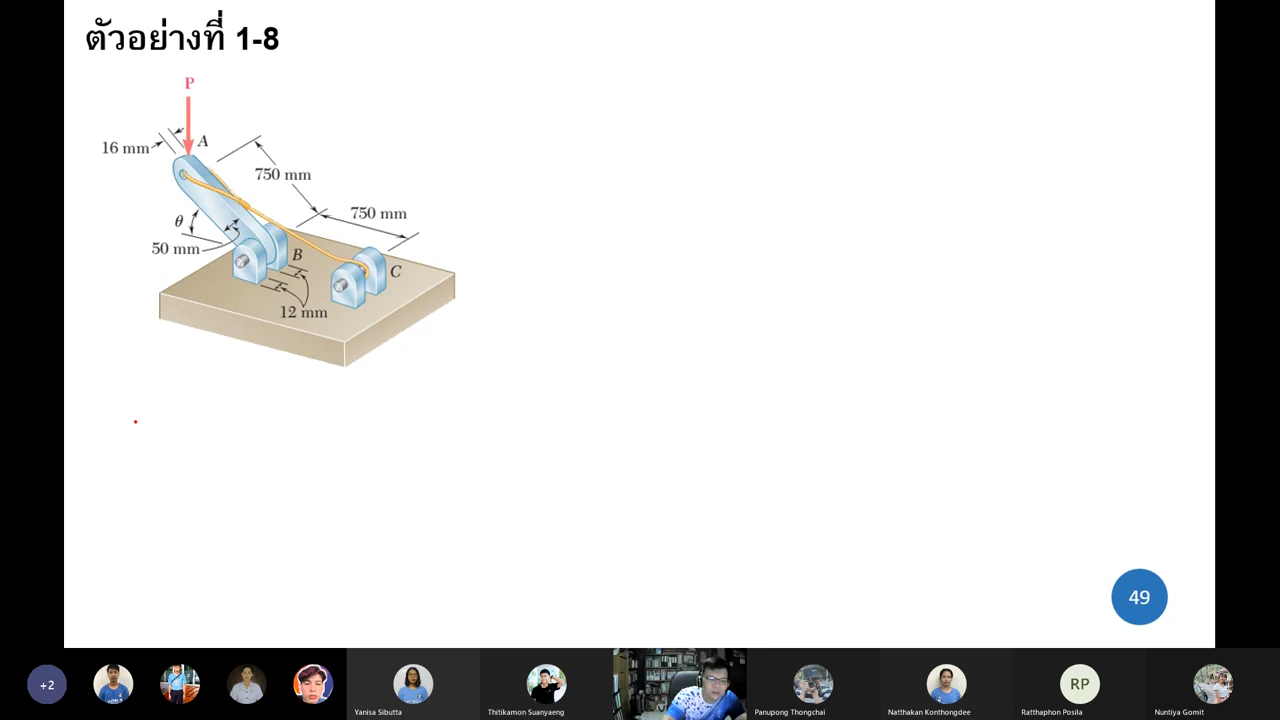 ตัวอย่างที่ 1-8
P
A
16 mm
750 mm
750 mm
θ
50 mm
B
C
12 mm
49
+2
RP
Yanisa Sibutta
Thitikamon Suanyaeng
Panupong Thongchai
Natthakan Konthongdee
Ratthaphon Posila
Nuntiya Gomit